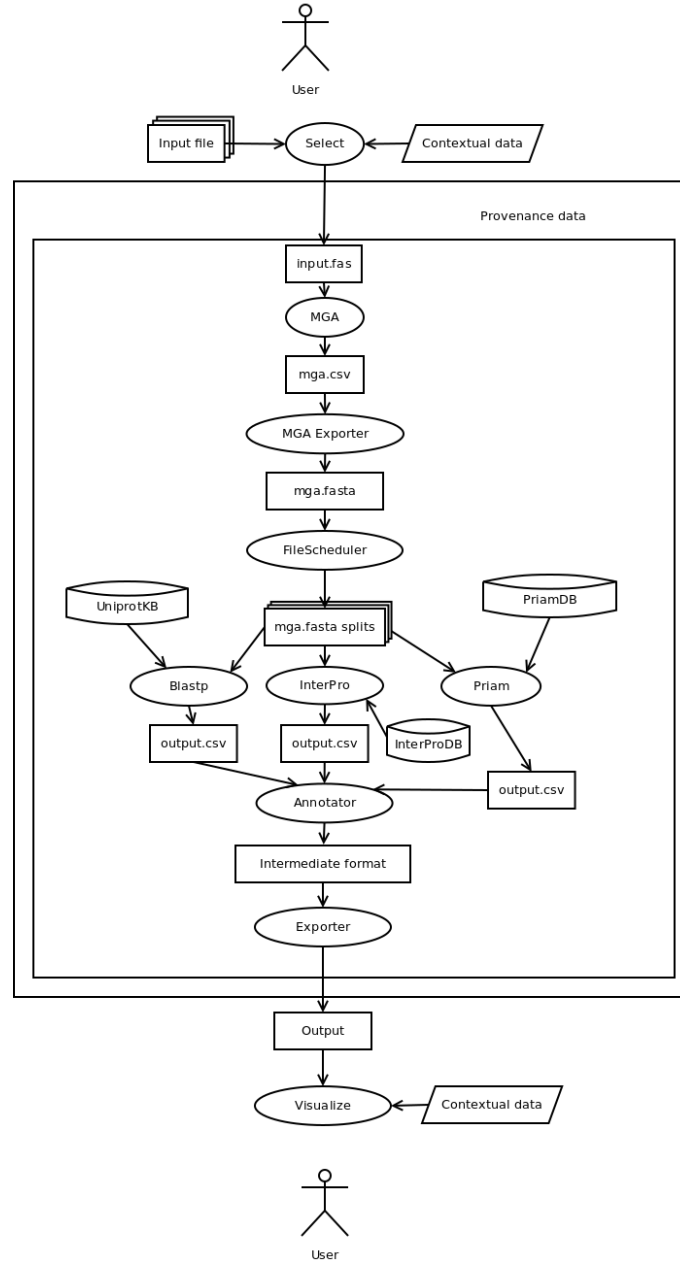 User
Input file
Select
Contextual data
Provenance data
input.fas
MGA
mga.csv
MGA Exporter
mga.fasta
FileScheduler
UniprotKB
PriamDB
mga.fasta splits
Blastp
InterPro
Priam
output.csv
output.csv
InterProDB
output.csv
Annotator
Intermediate format
Exporter
Output
Visualize
Contextual data
User